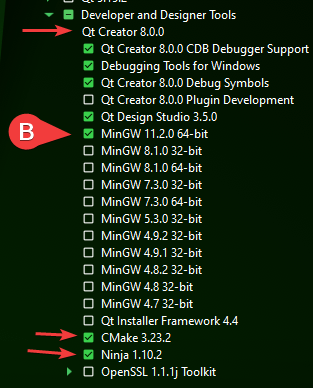 Developer and Designer Tools
Qt Creator 8.0.0
Qt Creator 8.0.0 CDB Debugger Support
Debugging Tools for Windows
Qt Creator 8.0.0 Debug Symbols
Qt Creator 8.0.0 Plugin Development
Qt Design Studio 3.5.0
B
MinGW 11.2.0 64-bit
MinGW 8.1.0 32-bit
MinGW 8.1.0 64-bit
MinGW 7.3.0 32-bit
MinGW 7.3.0 64-bit
MinGW 5.3.0 32-bit
MinGW 4.9.2 32-bit
MinGW 4.9.1 32-bit
MinGW 4.8.2 32-bit
MinGW 4.8 32-bit
MinGW 4.7 32-bit
Qt Installer Framework 4.4
CMake 3.23.2
Ninja 1.10.2
OpenSSL 1.1.1j Toolkit